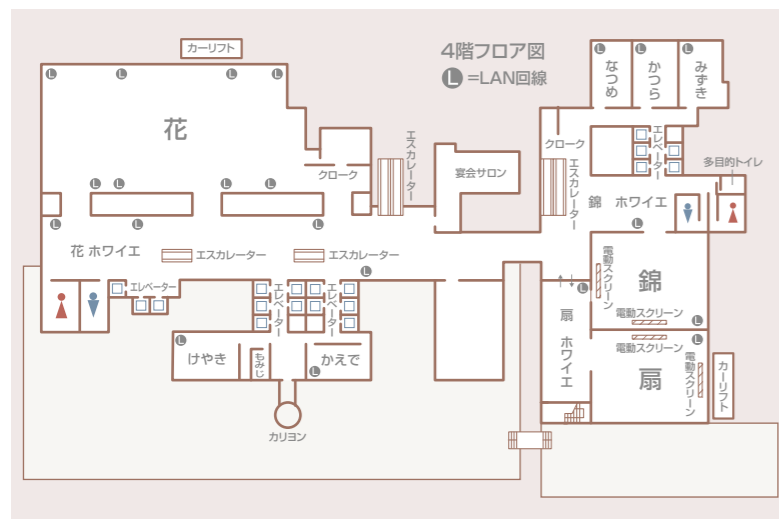 カーリフト
4階フロア図
L =LAN回線
L
L
L
L
L
L
L
なつめ
かつら
みずき
花
クローク
エスカレーター
宴会サロン
クローク
エスカレーター
エレベーター
多目的トイレ
L
L
L
L
L
L
L
錦 ホワイエ
L
花 ホワイエ
エスカレーター
エスカレーター
L
エレベーター
エレベーター
エレベーター
L
電動スクリーン
錦
電動スクリーン
L
扇 ホワイエ
L
けやき
もみじ
かえで
L
電動スクリーン
L
扇
電動スクリーン
カーリフト
カリヨン